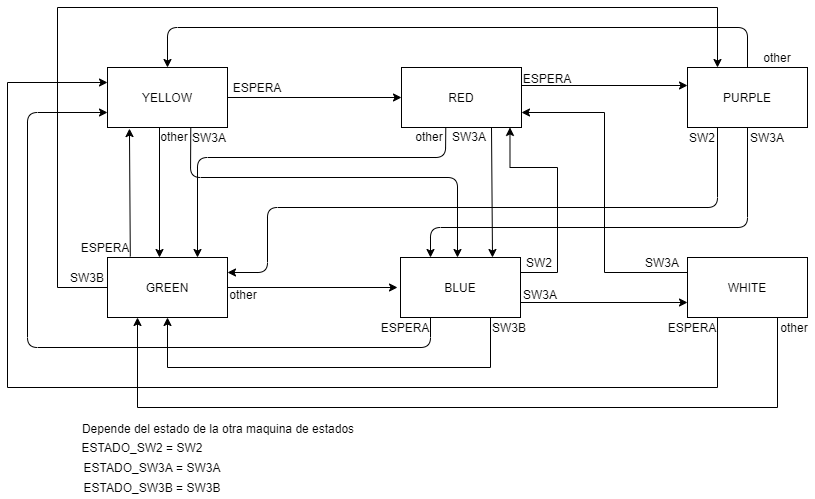 other
YELLOW
ESPERA
RED
ESPERA
PURPLE
other
SW3A
other
SW3A
SW2
SW3A
ESPERA
SW3B
GREEN
other
BLUE
SW2
SW3A
SW3A
WHITE
ESPERA
SW3B
ESPERA
other
Depende del estado de la otra maquina de estados
ESTADO_SW2 = SW2
ESTADO_SW3A = SW3A
ESTADO_SW3B = SW3B